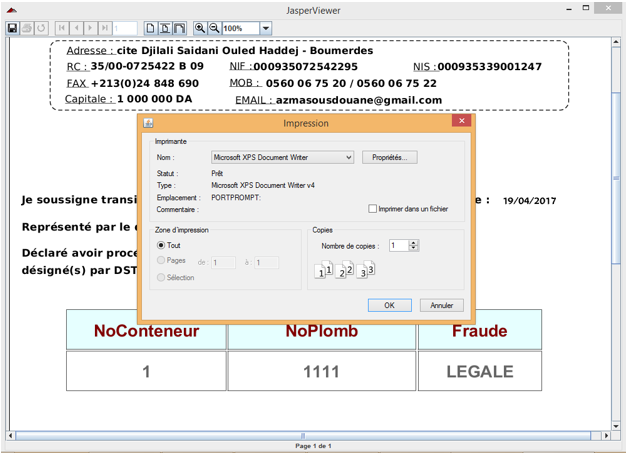 JasperViewer
1
100%
Adresse : cite Djilali Saidani Ouled Haddej - Boumerdes
RC : 35/00-0725422 B 09 NIF :000935072542295 NIS :000935339001247
FAX +213(0)24 848 690 MOB : 0560 06 75 20 / 0560 06 75 22
Capitale : 1 000 000 DA EMAIL : azmasousdouane@gmail.com
Impression
Imprimante
Nom : Microsoft XPS Document Writer Propriétés...
Statut : Prêt
Type : Microsoft XPS Document Writer v4
Emplacement : PORTPROMPT:
Commentaire : Imprimer dans un fichier
Zone d'impression
Tout
Pages de : 1 à : 1
Sélection
Copies
Nombre de copies : 1
1 1 2 2 3 3
OK Annuler
Je soussigne transi e : 19/04/2017
Représenté par le
Déclaré avoir proce
désigné(s) par DST
NoConteneur NoPlomb Fraude
1 1111 LEGALE
Page 1 de 1